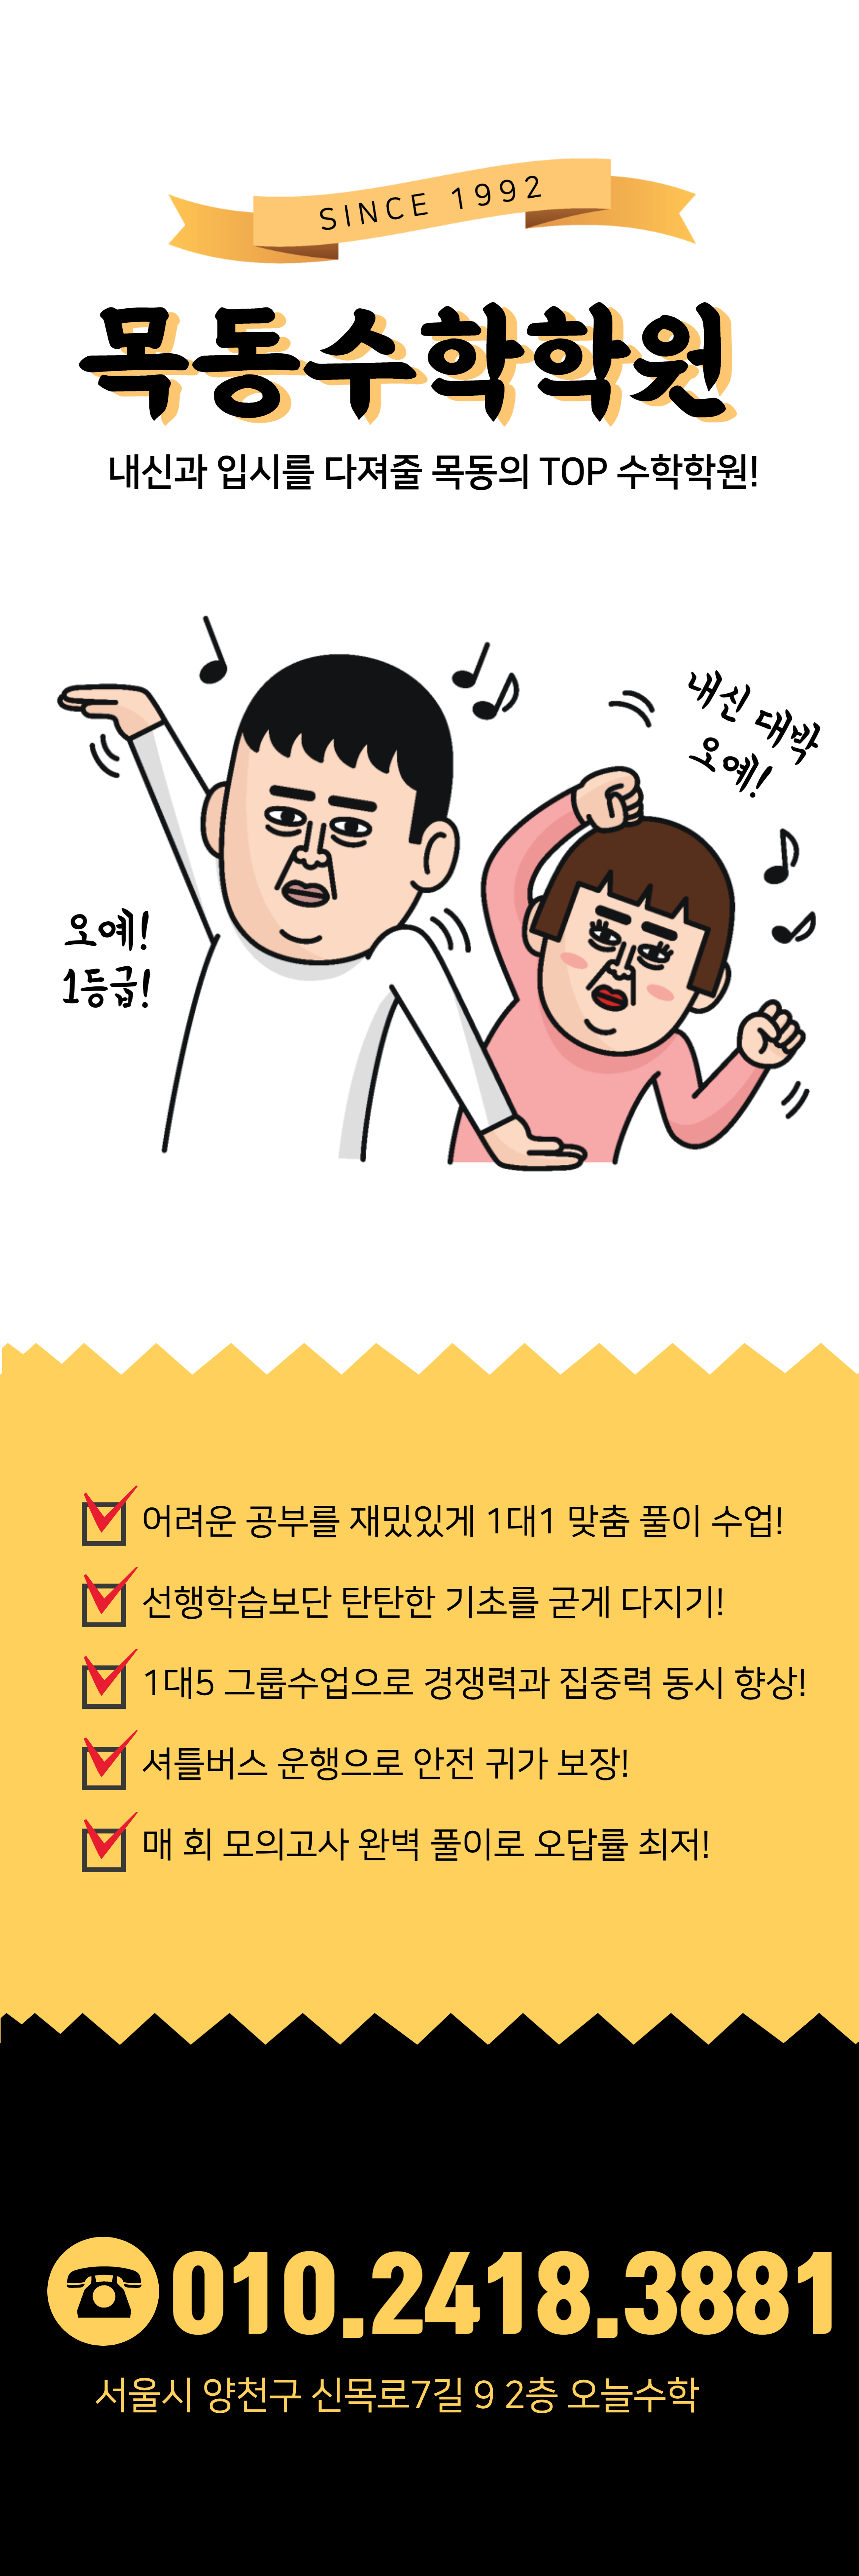 SINCE 1992
목동수학학원
내신과 입시를 다져줄 목동의 TOP 수학학원!
내신 대박
오예!
오예!
1등급!
어려운 공부를 재밌있게 1대1 맞춤 풀이 수업!
선행학습보단 탄탄한 기초를 굳게 다지기!
1대5 그룹수업으로 경쟁력과 집중력 동시 향상!
셔틀버스 운행으로 안전 귀가 보장!
매 회 모의고사 완벽 풀이로 오답률 최저!
010.2418.3881
서울시 양천구 신목로7길 9 2층 오늘수학